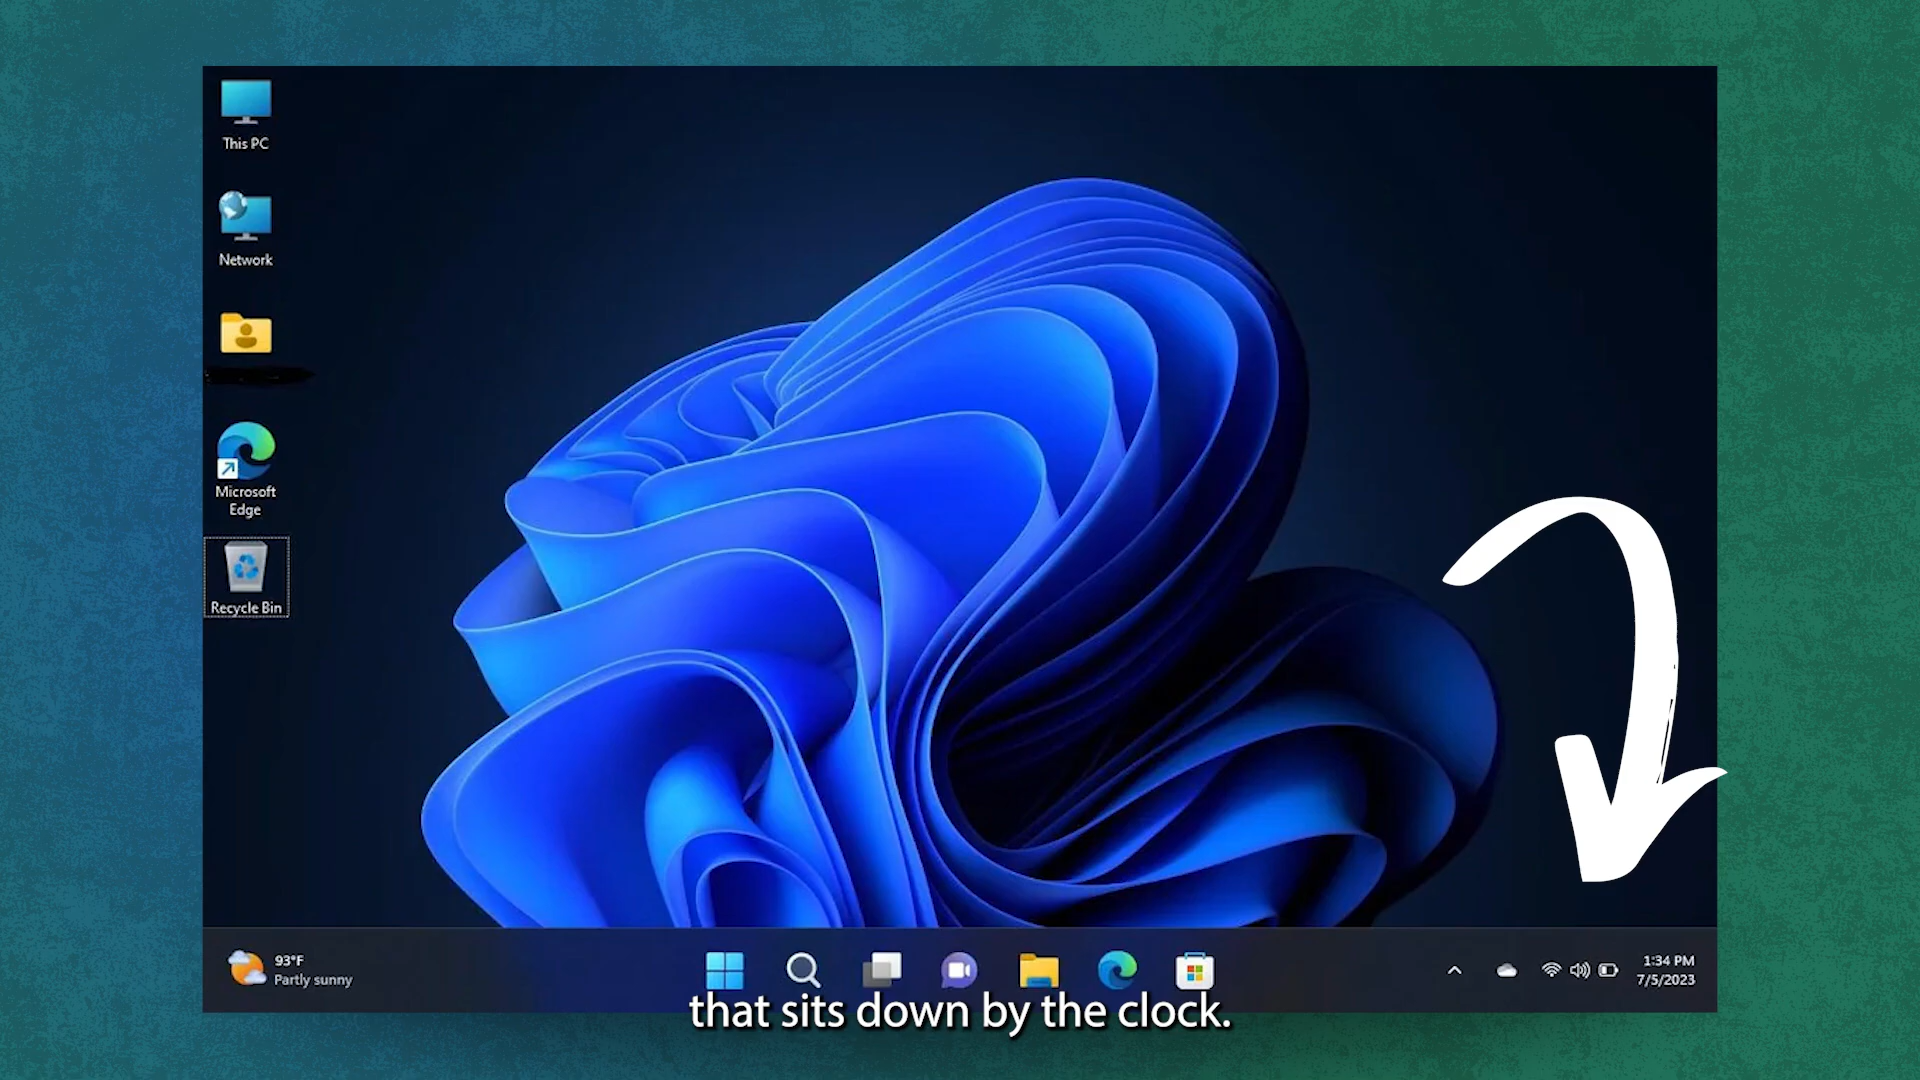 This PC
Network
Microsoft
Edge
Recycle Bin
93°F
Partly sunny
1:34 PM
7/5/2023
that sits down by the clock.